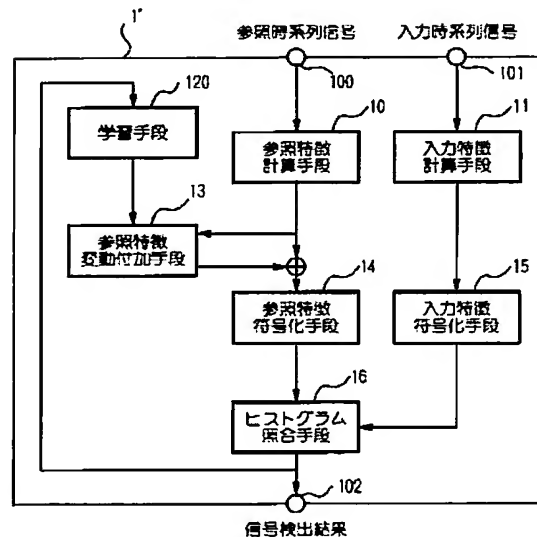 1''
参照時系列信号
入力時系列信号
100
101
120
学習手段
10
参照特徴
計算手段
11
入力特徴
計算手段
13
参照特徴
変動付加手段
14
参照特徴
符号化手段
15
入力特徴
符号化手段
16
ヒストグラム
照合手段
102
信号検出結果